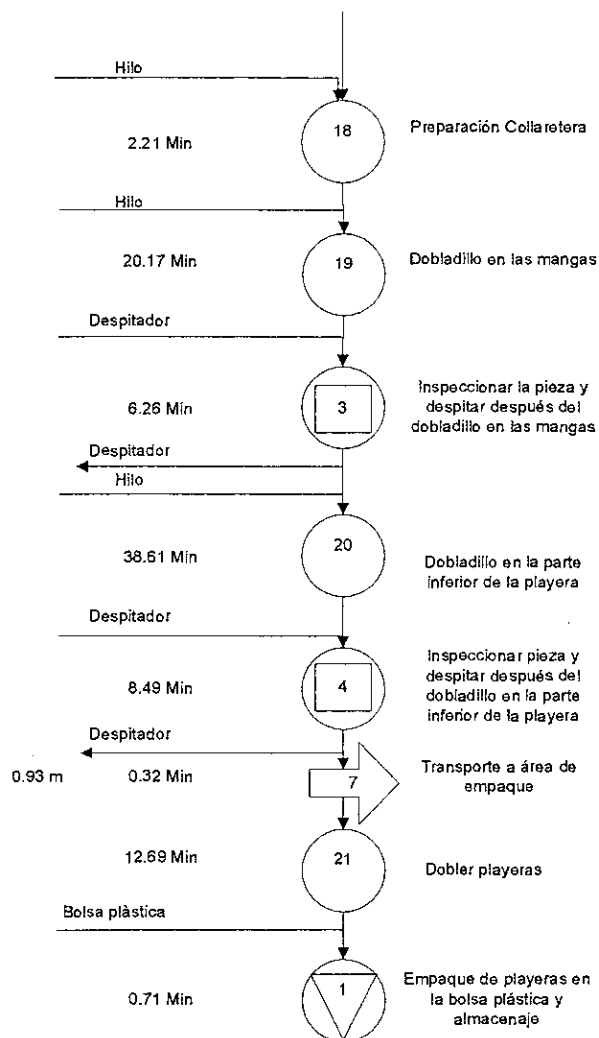 Hilo
18
Preparación Collaretera
2.21 Min
Hilo
19
Dobladillo en las mangas
20.17 Min
Despitador
3
Inspeccionar la pieza y
despitar después del
dobladillo en las mangas
6.26 Min
Despitador
Hilo
20
38.61 Min
Dobladillo en la parte
inferior de la playera
Despitador
Inspeccionar pieza y
despitar después del
dobladillo en la parte
inferior de la playera
4
8.49 Min
Despitador
0.93 m
0.32 Min
7
Transporte a área de
empaque
12.69 Min
21
Dobler playeras
Bolsa plàstica
1
0.71 Min
Empaque de playeras en
la bolsa plástica y
almacenaje